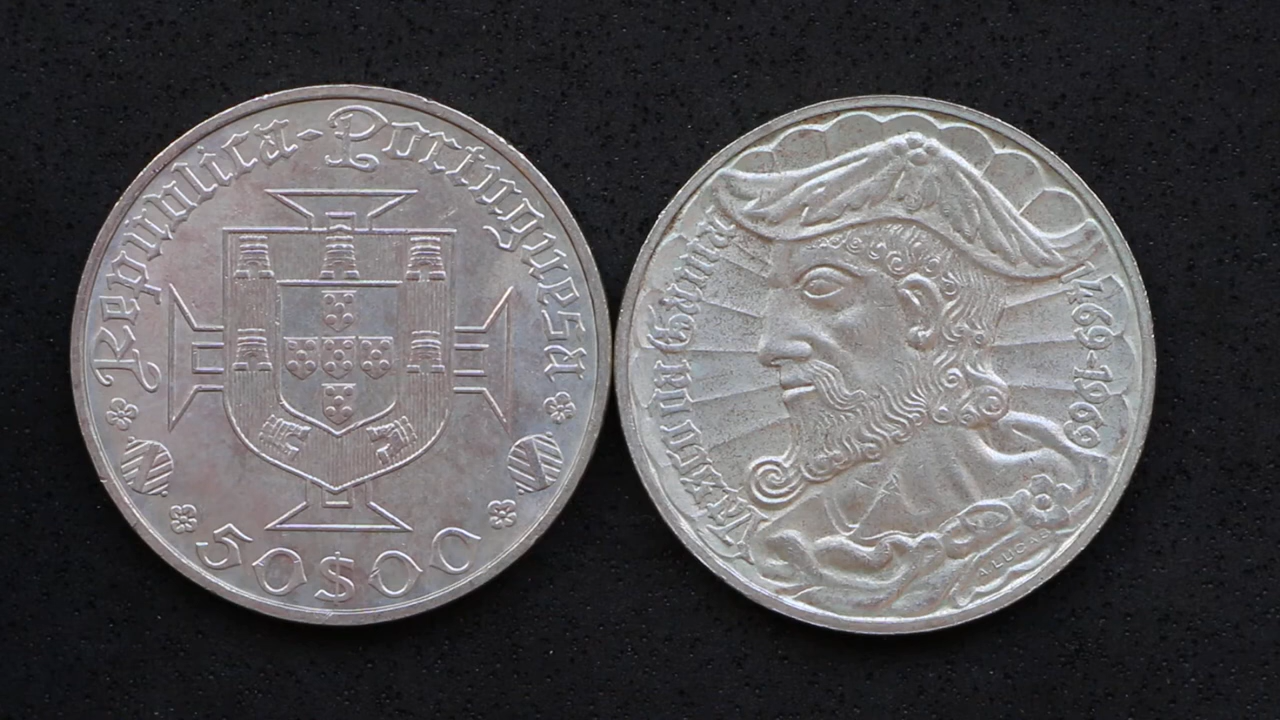 Republica-Portuguesa
50$00
Vasco da Gama
1469-1969
A. LUCAS